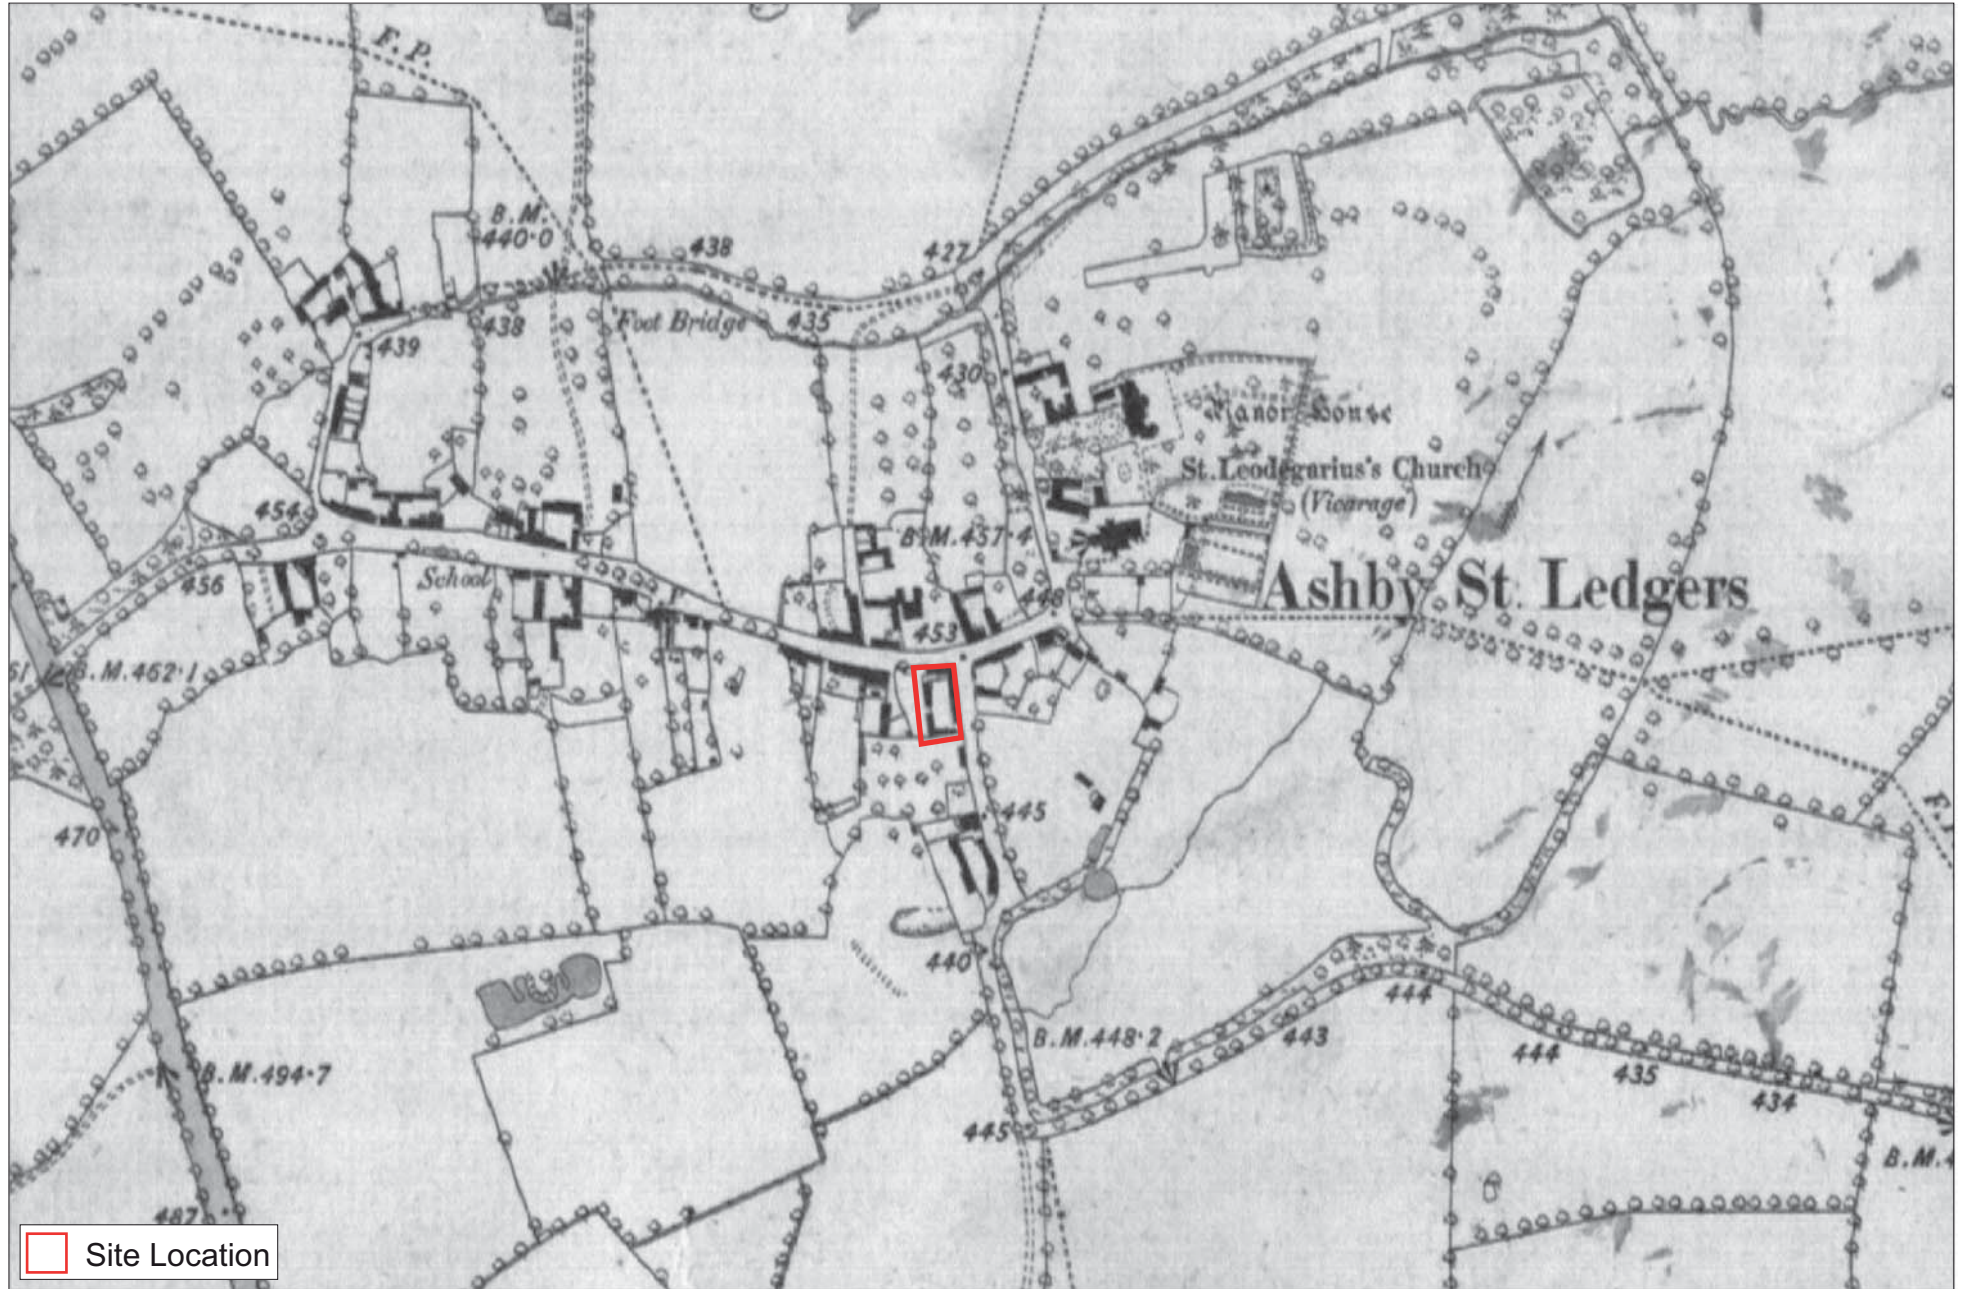 F. P.
B. M.
440·0
438
427
Foot Bridge
435
438
439
430
Manor House
St. Leodegarius's Church
(Vicarage)
454
B. M. 457·4
School
456
Ashby St. Ledgers
448
453
B. M. 462·1
470
445
440
444
B. M. 448·2
443
444
435
B. M. 494·7
434
445
B. M. 4
487
Site Location